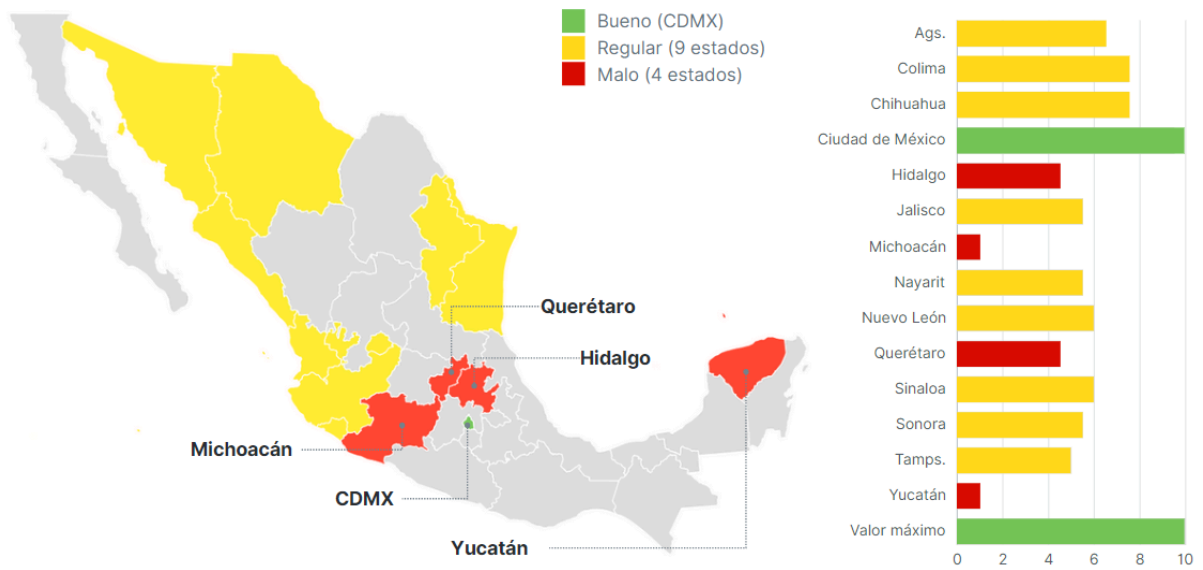 Bueno (CDMX)
Regular (9 estados)
Malo (4 estados)
Querétaro
Hidalgo
Michoacán
CDMX
Yucatán
Ags.
Colima
Chihuahua
Ciudad de México
Hidalgo
Jalisco
Michoacán
Nayarit
Nuevo León
Querétaro
Sinaloa
Sonora
Tamps.
Yucatán
Valor máximo
0 2 4 6 8 10